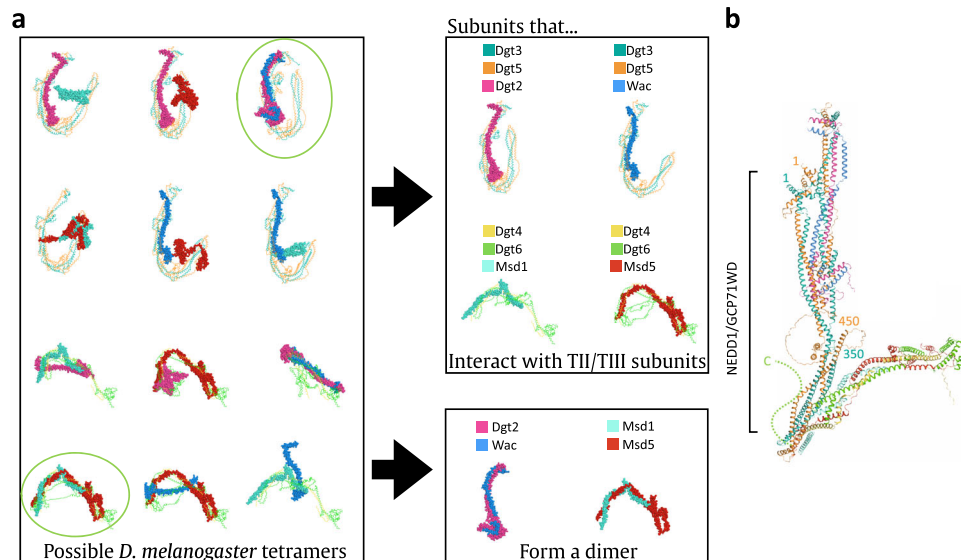 a
Possible D. melanogaster tetramers
Subunits that...
Dgt3
Dgt5
Dgt2
Dgt3
Dgt5
Wac
Dgt4
Dgt6
Msd1
Dgt4
Dgt6
Msd5
Interact with TII/TIII subunits
Dgt2
Wac
Msd1
Msd5
Form a dimer
b
NEDD1/GCP71WD
1
1
450
350
C